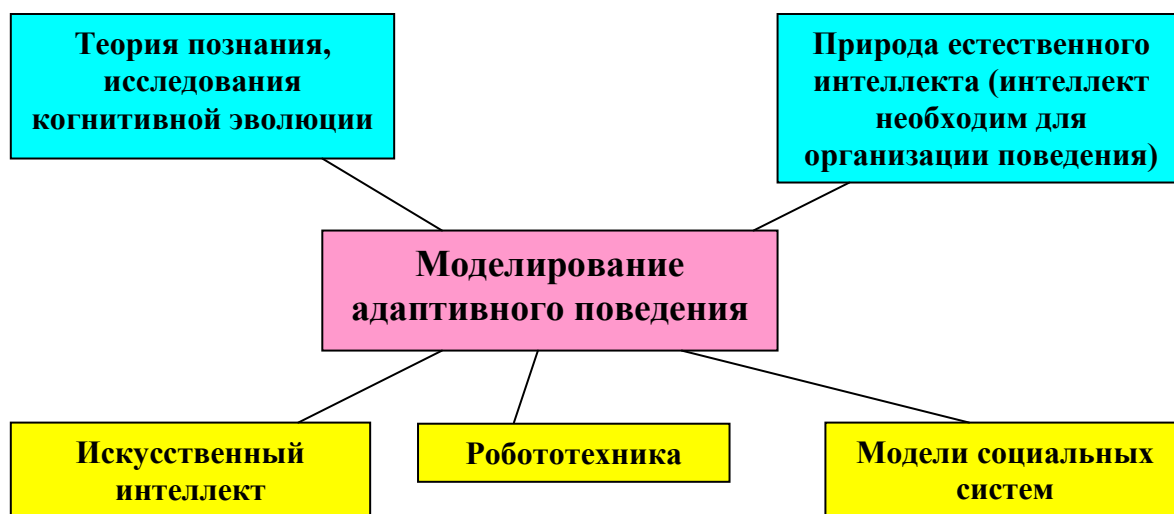 Теория познания,
исследования
когнитивной эволюции
Природа естественного
интеллекта (интеллект
необходим для
организации поведения)
Моделирование
адаптивного поведения
Искусственный
интеллект
Робототехника
Модели социальных
систем